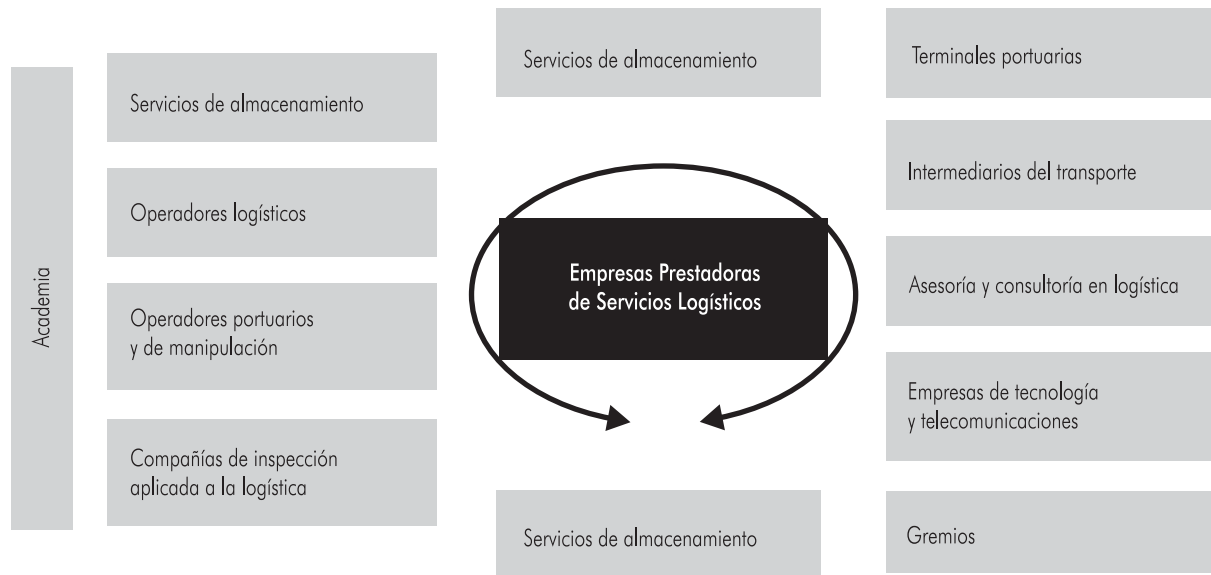 Academia
Servicios de almacenamiento
Operadores logísticos
Operadores portuarios
y de manipulación
Compañías de inspección
aplicada a la logística
Servicios de almacenamiento
Empresas Prestadoras
de Servicios Logísticos
Servicios de almacenamiento
Terminales portuarias
Intermediarios del transporte
Asesoría y consultoría en logística
Empresas de tecnología
y telecomunicaciones
Gremios